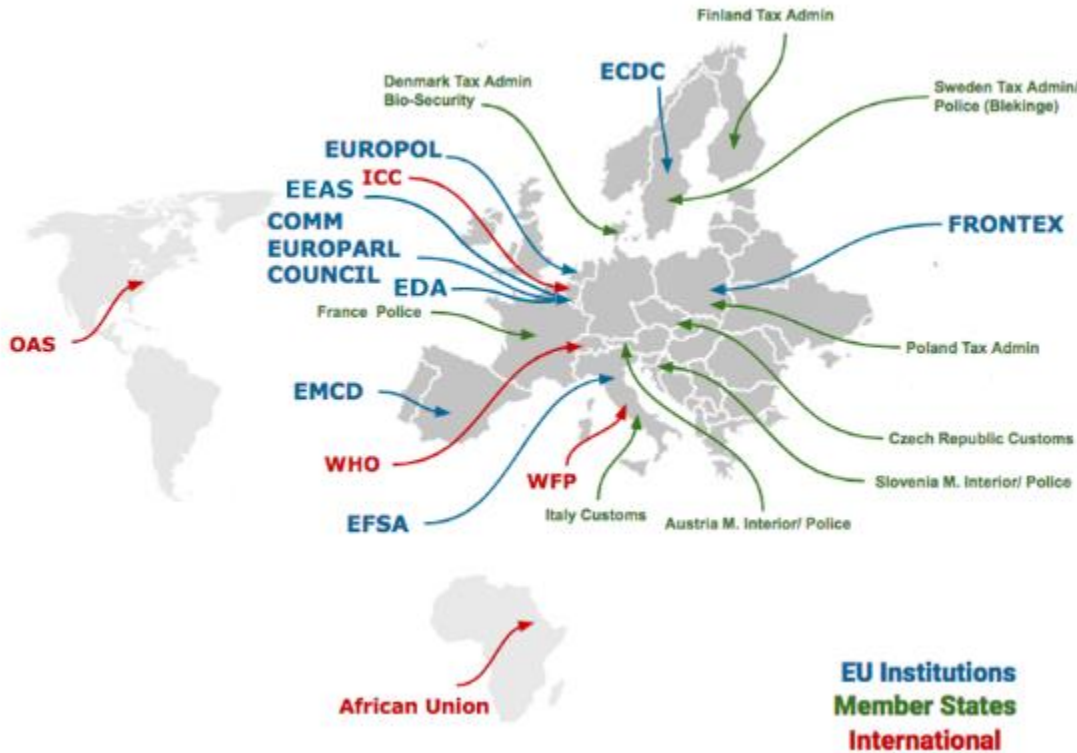 Finland Tax Admin
ECDC
Denmark Tax Admin
Bio-Security
Sweden Tax Admin/
Police (Blekinge)
EUROPOL
ICC
EEAS
COMM
EUROPARL
COUNCIL
EDA
FRONTEX
France Police
OAS
Poland Tax Admin
EMCD
Czech Republic Customs
WHO
WFP
Slovenia M. Interior/ Police
EFSA
Italy Customs
Austria M. Interior/ Police
African Union
EU Institutions
Member States
International